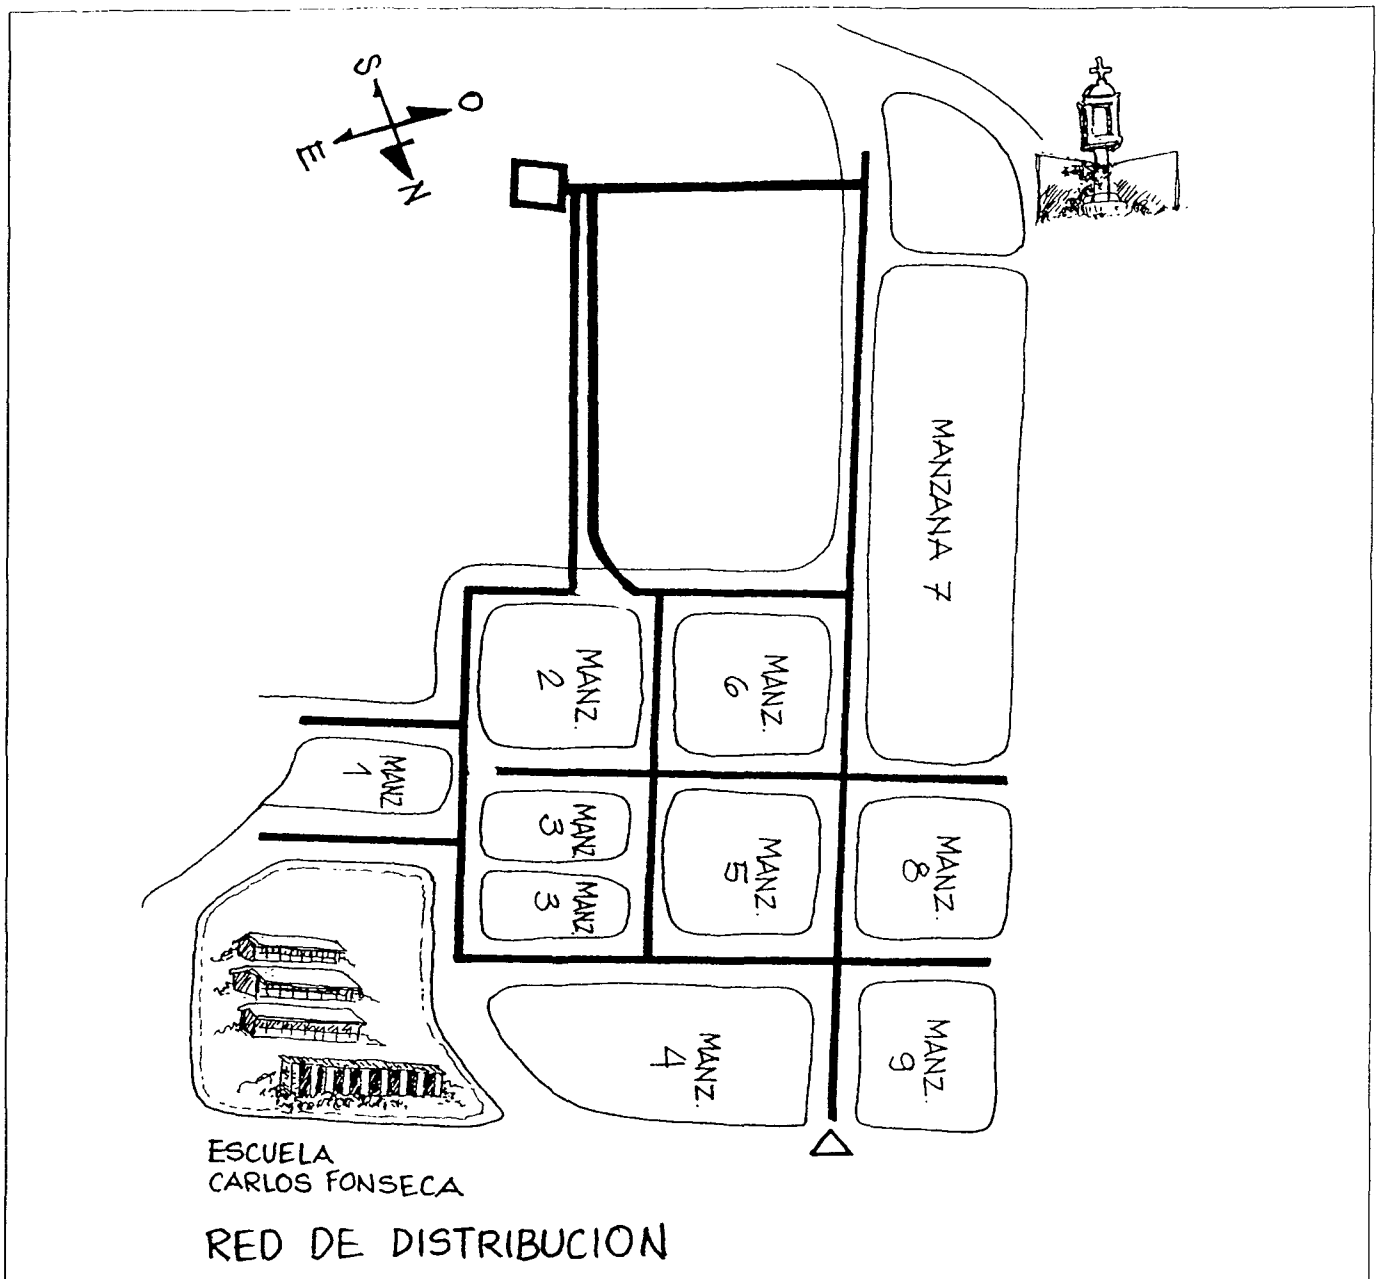 S
O
E
N
MANZANA 7
MANZ.
2
MANZ.
6
MANZ
1
MANZ
3
MANZ.
5
MANZ.
8
MANZ.
3
MANZ.
4
MANZ
9
ESCUELA
CARLOS FONSECA
RED DE DISTRIBUCION